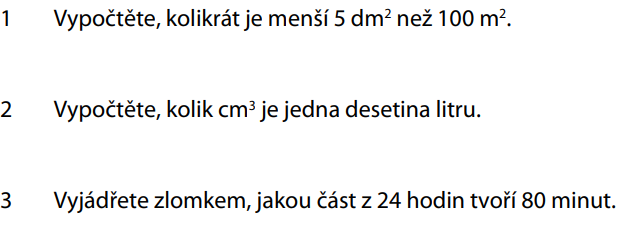 1 Vypočtěte, kolikrát je menší 5 dm² než 100 m².
2 Vypočtěte, kolik cm³ je jedna desetina litru.
3 Vyjádřete zlomkem, jakou část z 24 hodin tvoří 80 minut.